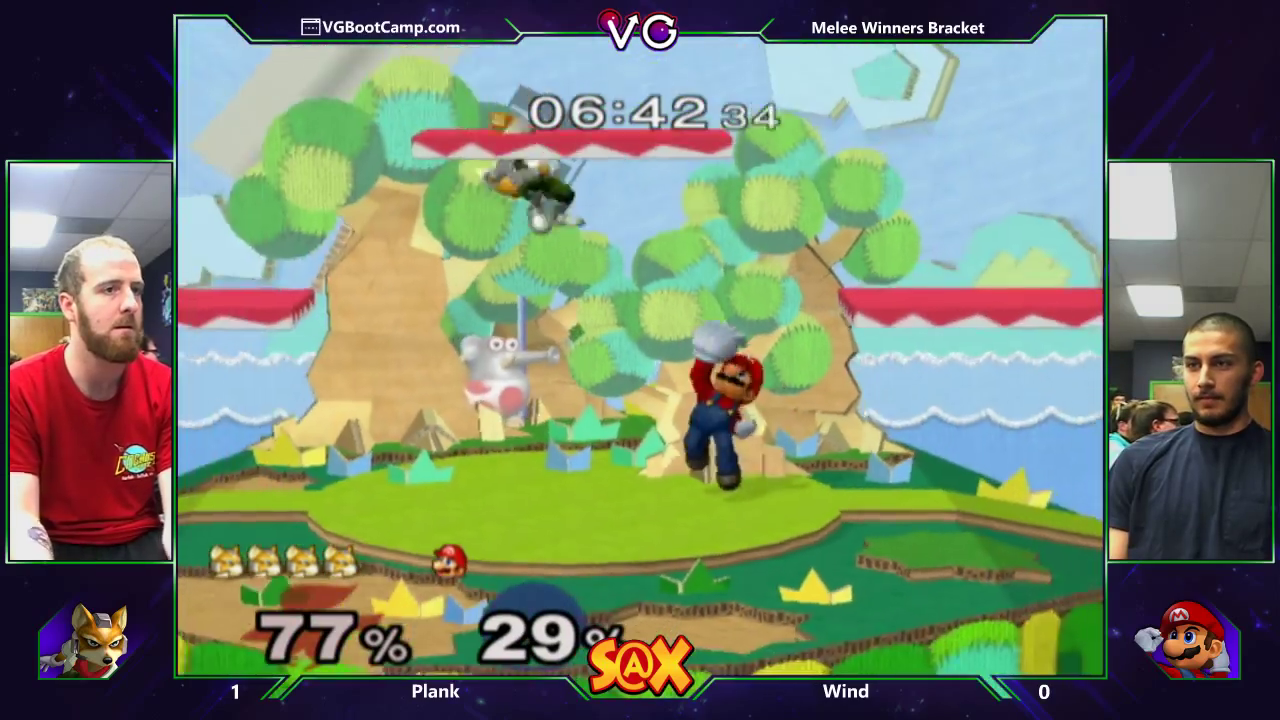 VGBootCamp.com
VG
Melee Winners Bracket
06:42 34
77%
29%
S@X
1
Plank
Wind
0